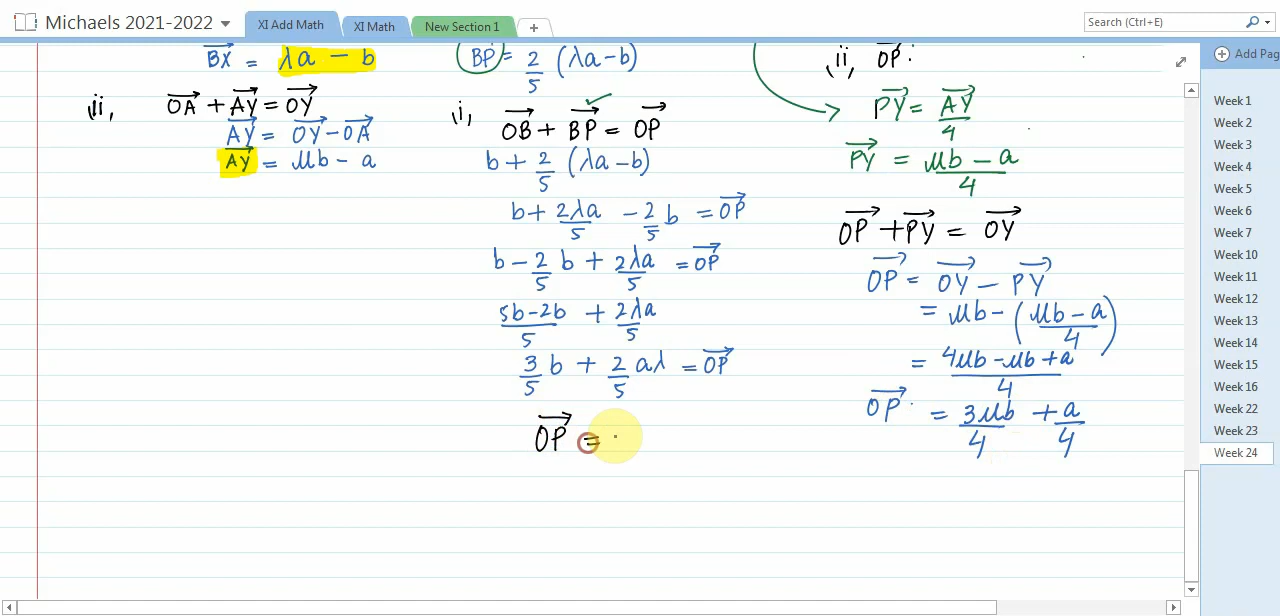 Michaels 2021-2022
XI Add Math
XI Math
New Section 1
Search (Ctrl+E)
Add Pag
Week 1
Week 2
Week 3
Week 4
Week 5
Week 6
Week 7
Week 10
Week 11
Week 12
Week 13
Week 14
Week 15
Week 16
Week 22
Week 23
Week 24
BX = λa - b
ii, OA + AY = OY
AY = OY - OA
AY = μb - a
BP = 2/5 (λa - b)
i, OB + BP = OP
b + 2/5 (λa - b)
b + 2λa/5 - 2/5 b = OP
b - 2/5 b + 2λa/5 = OP
5b - 2b/5 + 2λa/5
3/5 b + 2/5 aλ = OP
OP =
ii, OP:
PY = AY/4
PY = μb - a/4
OP + PY = OY
OP = OY - PY
= μb - (μb - a/4)
= 4μb - μb + a/4
OP = 3μb/4 + a/4